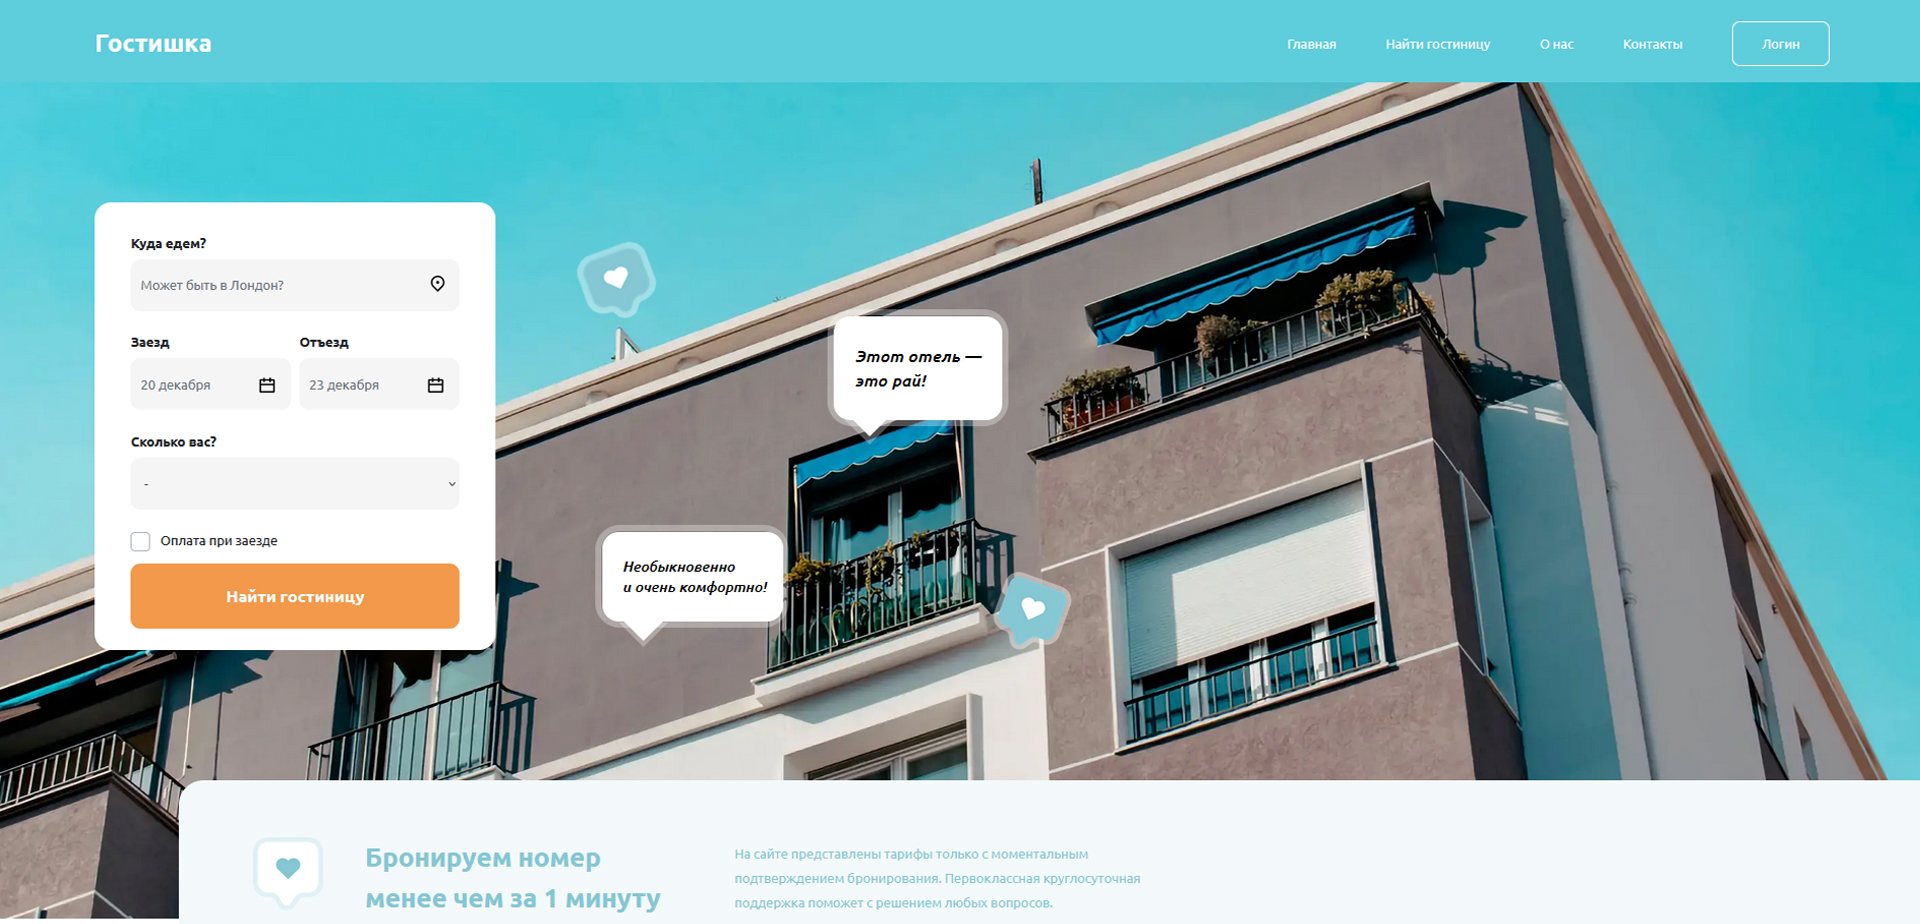 Гостишка
Главная
Найти гостиницу
О нас
Контакты
Логин
Куда едем?
Может быть в Лондон?
Заезд
Отъезд
20 декабря
23 декабря
Сколько вас?
-
Оплата при заезде
Найти гостиницу
Этот отель —
это рай!
Необыкновенно
и очень комфортно!
Бронируем номер
менее чем за 1 минуту
На сайте представлены тарифы только с моментальным
подтверждением бронирования. Первоклассная круглосуточная
поддержка поможет с решением любых вопросов.